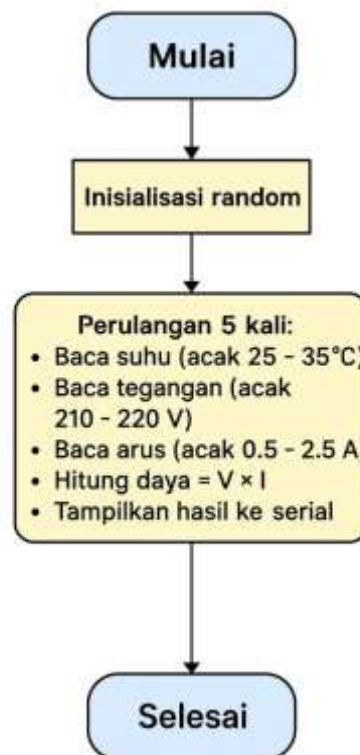 Mulai
Inisialisasi random
Perulangan 5 kali:
• Baca suhu (acak 25 - 35°C)
• Baca tegangan (acak
210 - 220 V)
• Baca arus (acak 0.5 - 2.5 A
• Hitung daya = V × I
• Tampilkan hasil ke serial
Selesai